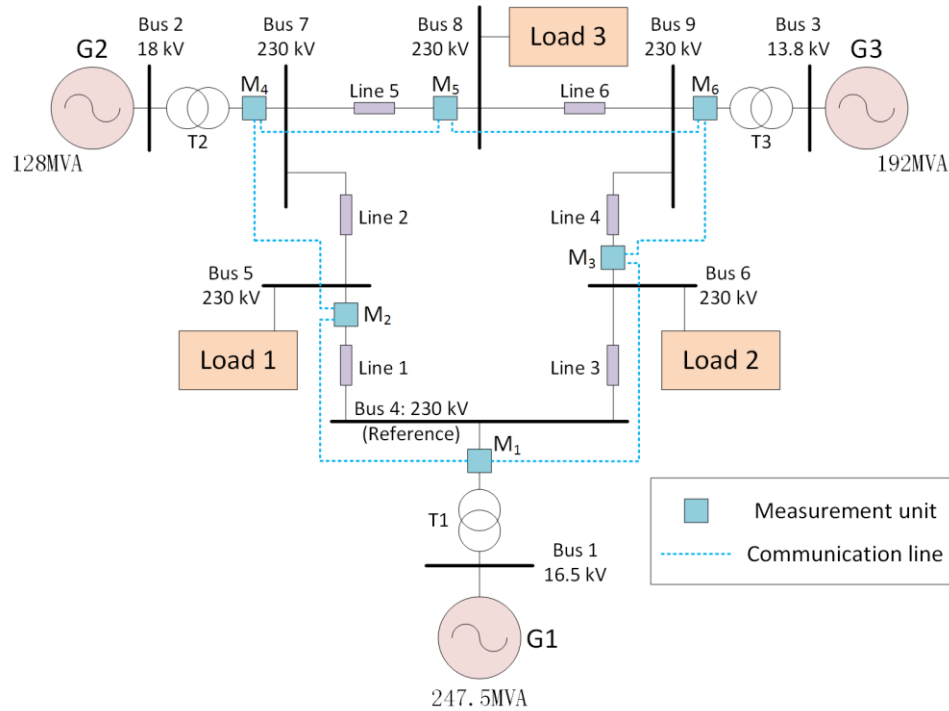 Bus 2
18 kV
G2
128MVA
T2
M₄
Bus 7
230 kV
Line 5
M₅
Bus 8
230 kV
Load 3
Line 6
Bus 9
230 kV
M₆
T3
Bus 3
13.8 kV
G3
192MVA
Line 2
Line 4
M₃
Bus 5
230 kV
M₂
Load 1
Line 1
Bus 6
230 kV
Load 2
Line 3
Bus 4: 230 kV
(Reference)
M₁
T1
Bus 1
16.5 kV
G1
247.5MVA
Measurement unit
Communication line